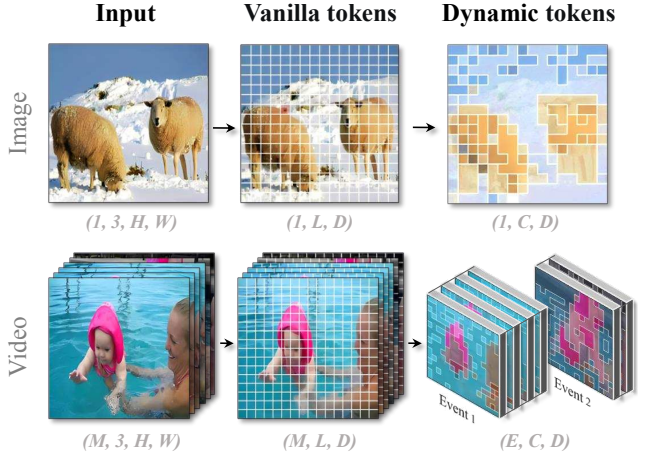 Input Vanilla tokens Dynamic tokens
Image
(1, 3, H, W) (1, L, D) (1, C, D)
Video
Event 1 Event 2
(M, 3, H, W) (M, L, D) (E, C, D)